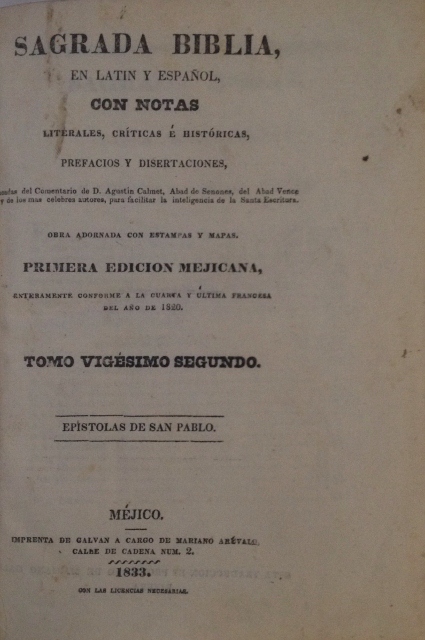 SAGRADA BIBLIA,
EN LATIN Y ESPAÑOL,
CON NOTAS
LITERALES, CRÍTICAS É HISTÓRICAS,
PREFACIOS Y DISERTACIONES,
del Comentario de D. Agustin Calmet, Abad de Senones, del Abad Vence
y de los mas celebres autores, para facilitar la inteligencia de la Santa Escritura.
OBRA ADORNADA CON ESTAMPAS Y MAPAS.
PRIMERA EDICION MEJICANA,
ENTERAMENTE CONFORME A LA CUARTA Y ÚLTIMA FRANCESA
DEL AÑO DE 1820.
TOMO VIGÉSIMO SEGUNDO.
EPÍSTOLAS DE SAN PABLO.
MÉJICO.
IMPRENTA DE GALVAN A CARGO DE MARIANO ARÉVALO,
CALLE DE CADENA NUM. 2.
1833.
CON LAS LICENCIAS NECESARIAS.